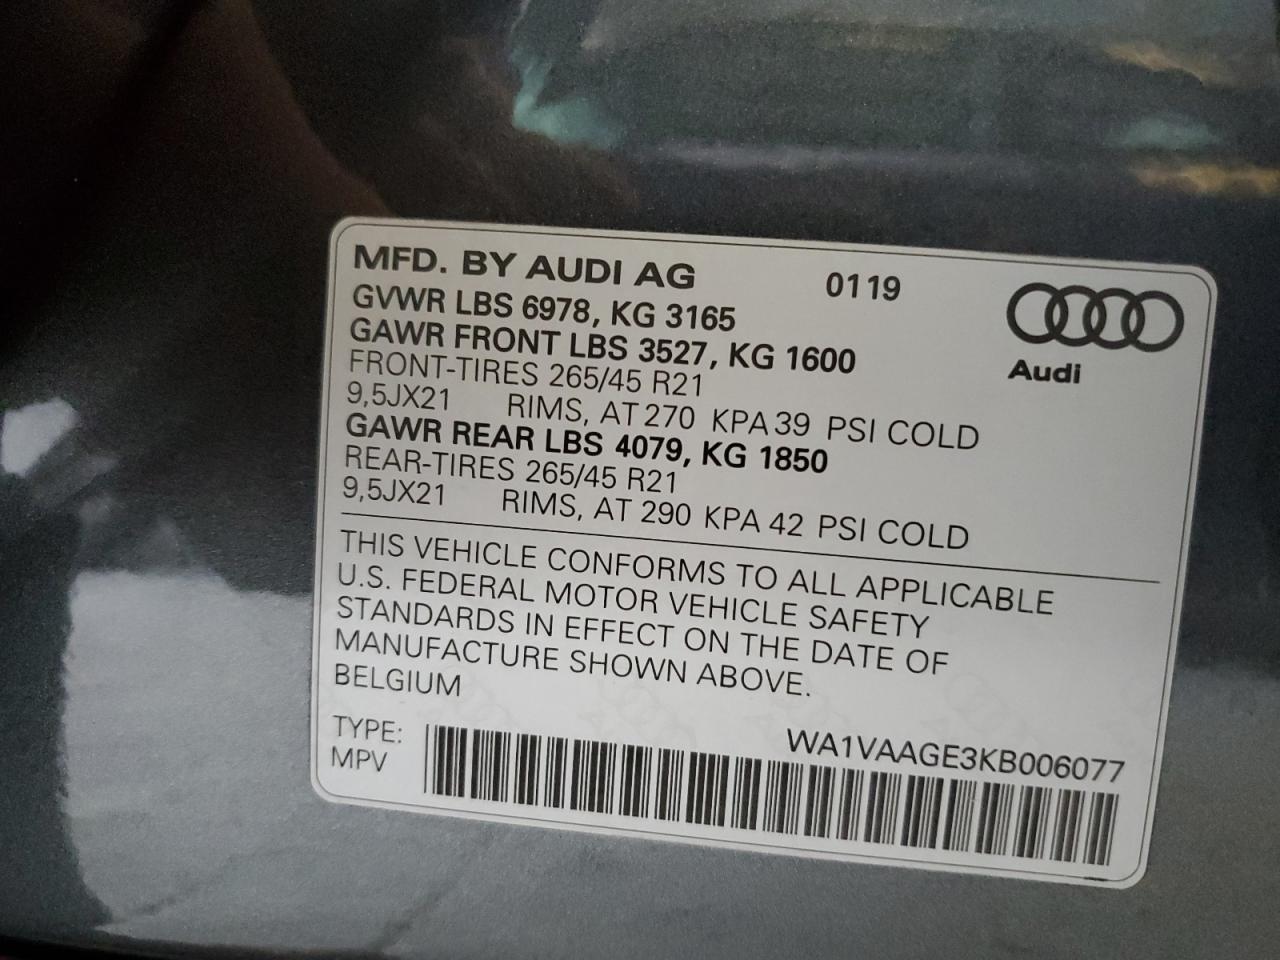 MFD. BY AUDI AG 0119
GVWR LBS 6978, KG 3165
GAWR FRONT LBS 3527, KG 1600
FRONT-TIRES 265/45 R21
9,5JX21 RIMS, AT 270 KPA 39 PSI COLD
GAWR REAR LBS 4079, KG 1850
REAR-TIRES 265/45 R21
9,5JX21 RIMS, AT 290 KPA 42 PSI COLD
Audi
THIS VEHICLE CONFORMS TO ALL APPLICABLE
U.S. FEDERAL MOTOR VEHICLE SAFETY
STANDARDS IN EFFECT ON THE DATE OF
MANUFACTURE SHOWN ABOVE.
BELGIUM
TYPE: WA1VAAGE3KB006077
MPV